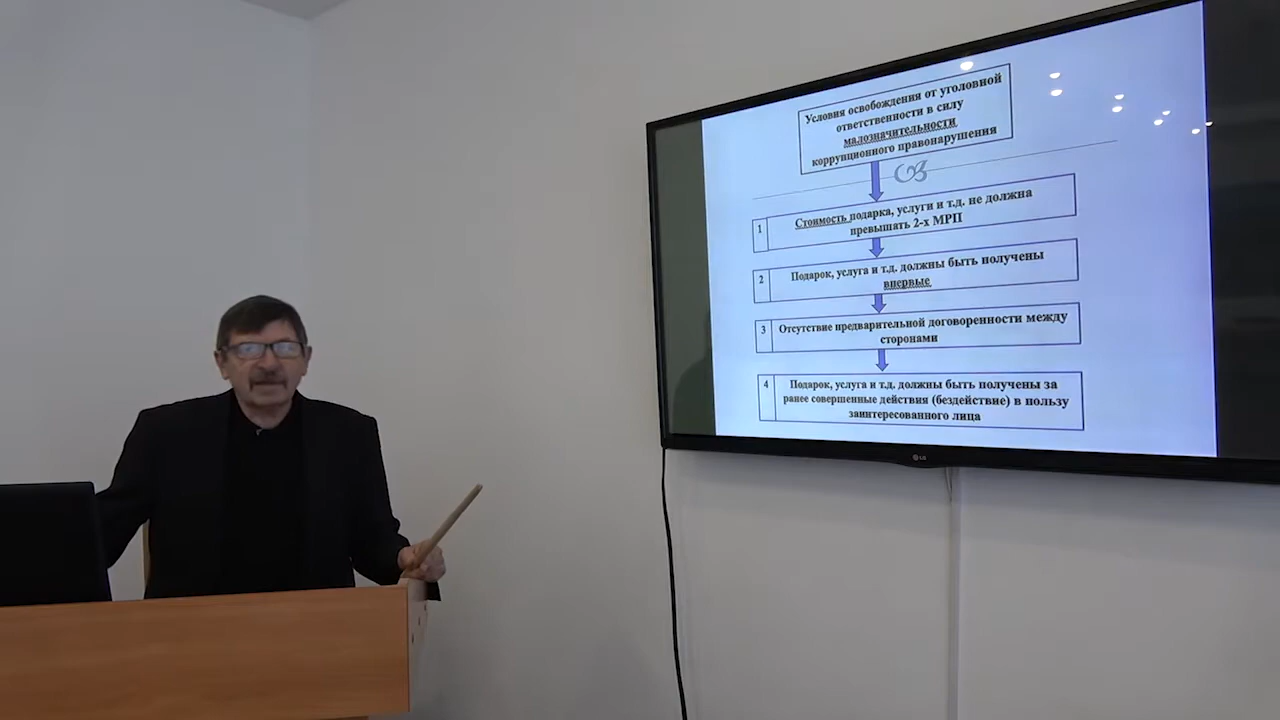 Условия освобождения от уголовной
ответственности в силу
малозначительности
коррупционного правонарушения
1
Стоимость подарка, услуги и т.д. не должна
превышать 2-х МРП
2
Подарок, услуга и т.д. должны быть получены
впервые
3
Отсутствие предварительной договоренности между
сторонами
4
Подарок, услуга и т.д. должны быть получены за
ранее совершенные действия (бездействие) в пользу
заинтересованного лица
LG